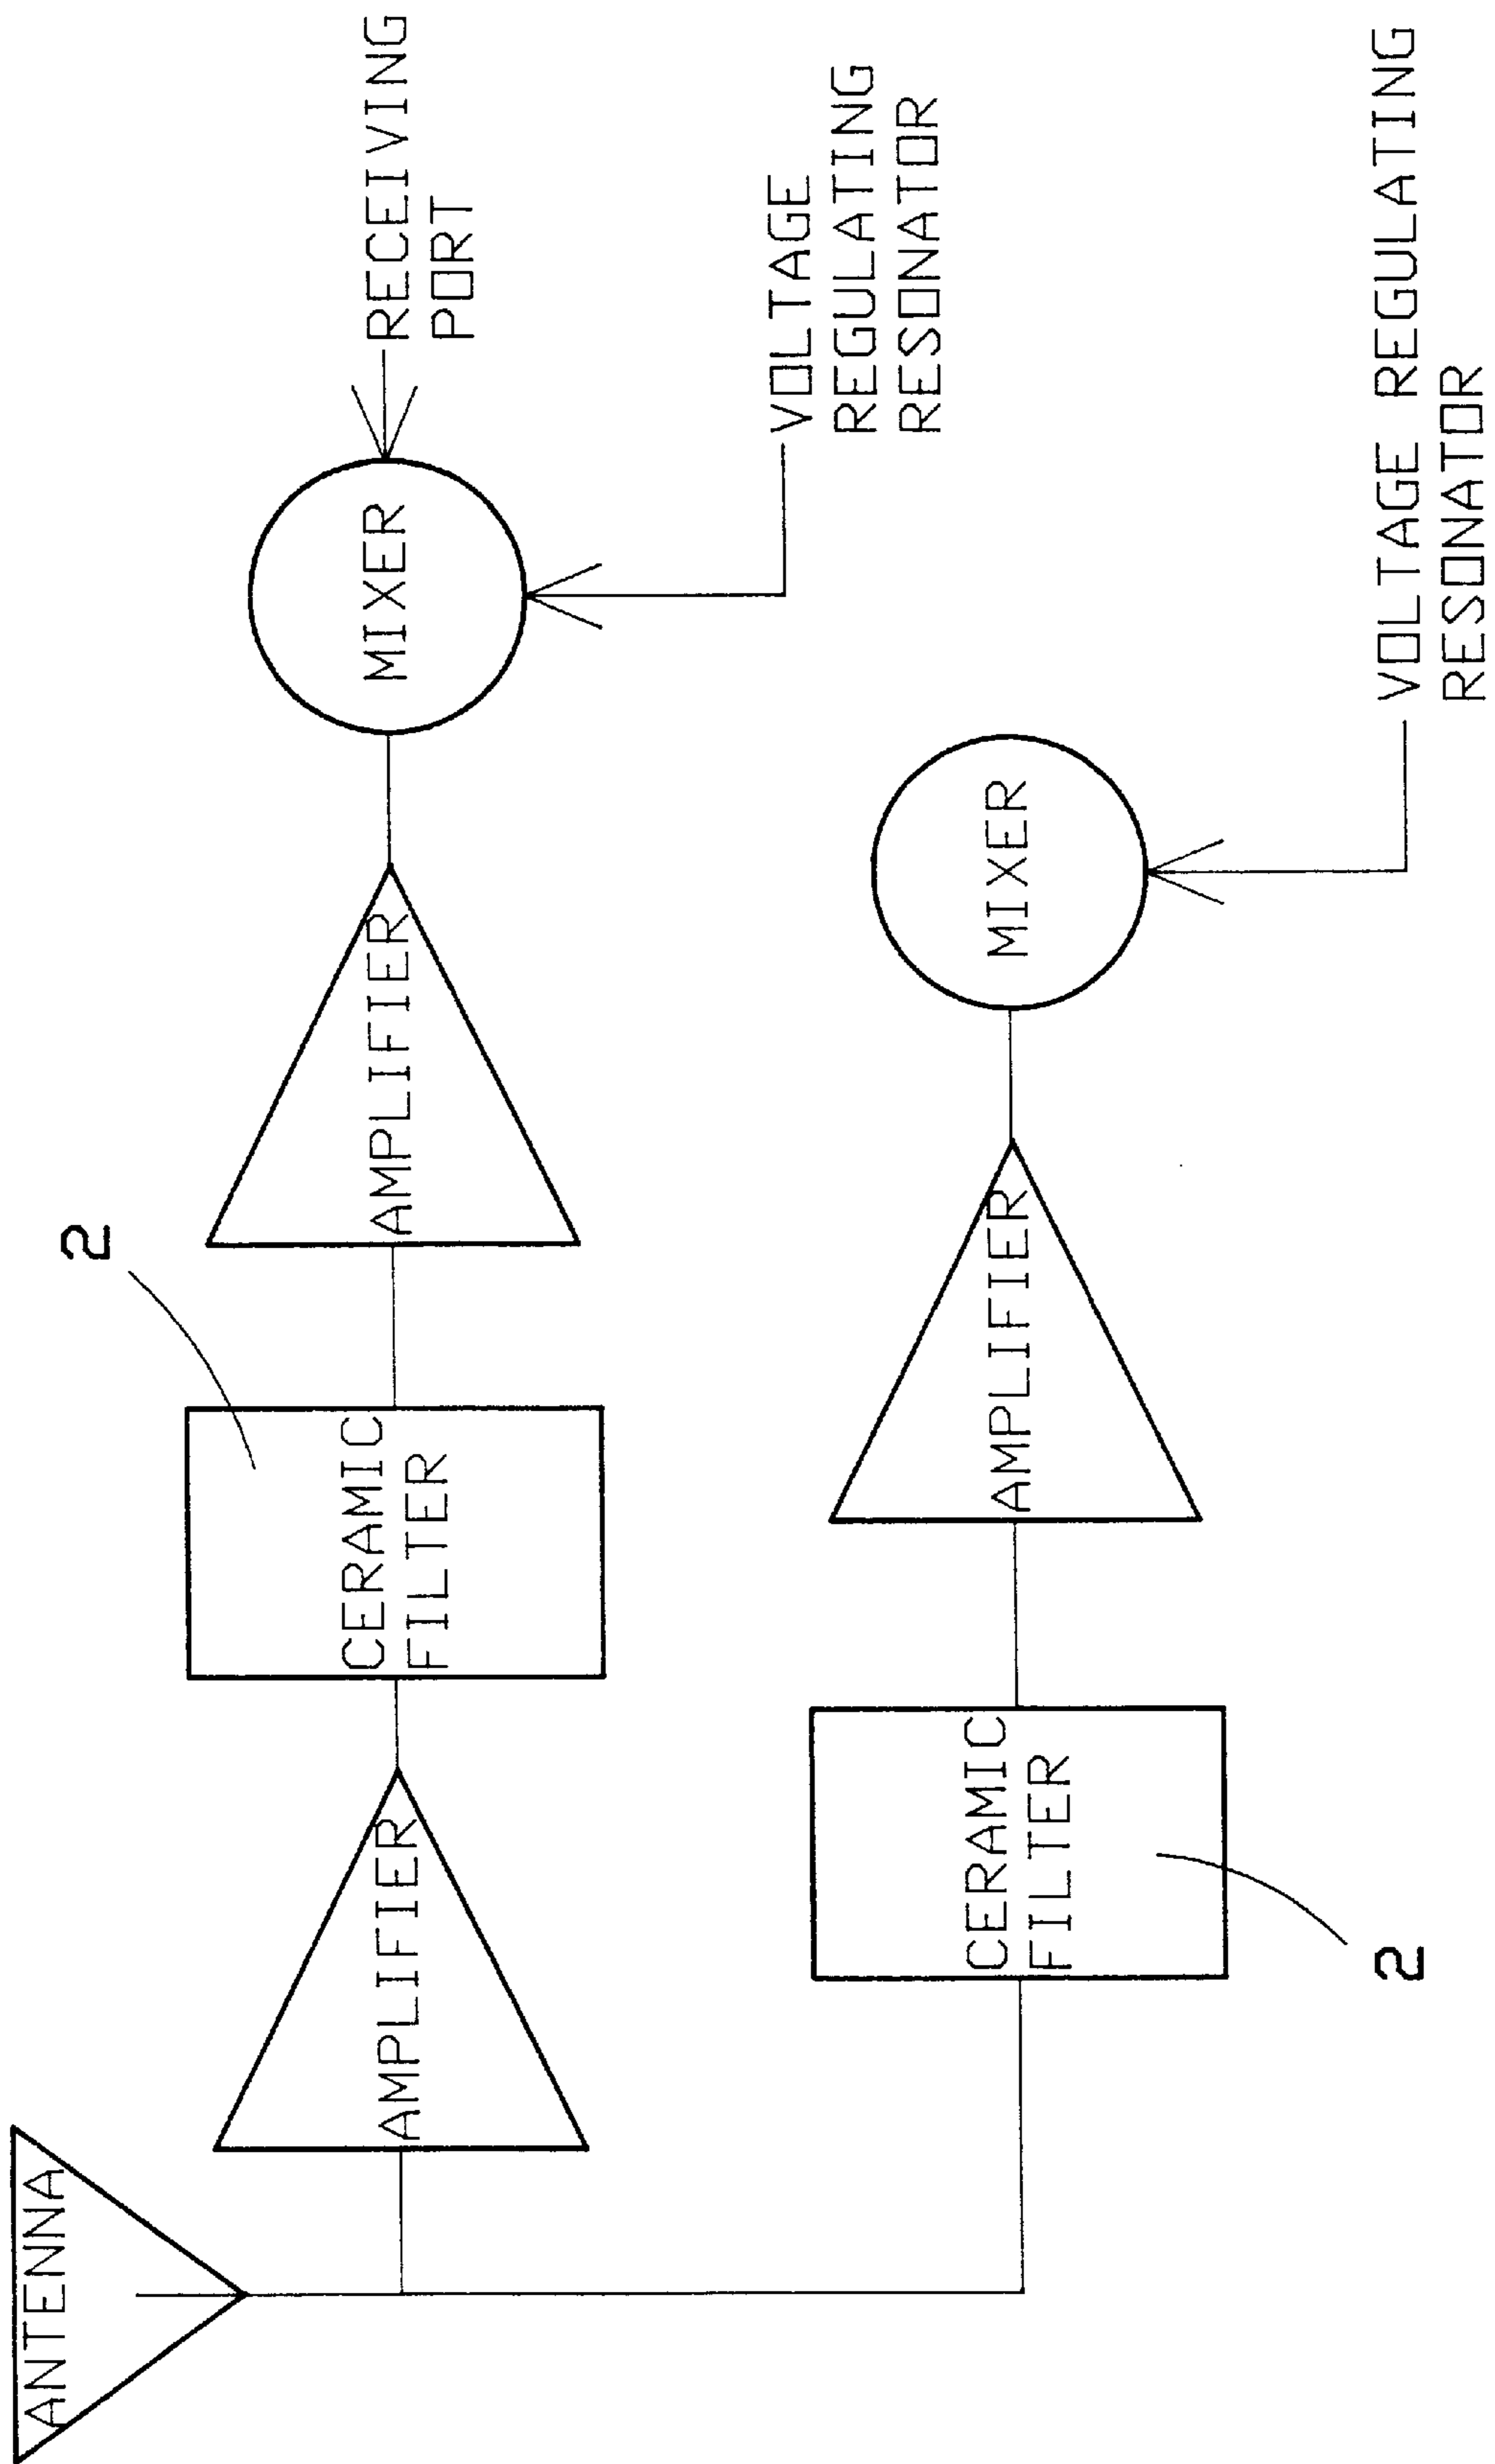 ANTENNA
AMPLIFIER
CERAMIC
FILTER
2
AMPLIFIER
MIXER
RECEIVING
PORT
VOLTAGE
REGULATING
RESONATOR
CERAMIC
FILTER
2
AMPLIFIER
MIXER
VOLTAGE REGULATING
RESONATOR